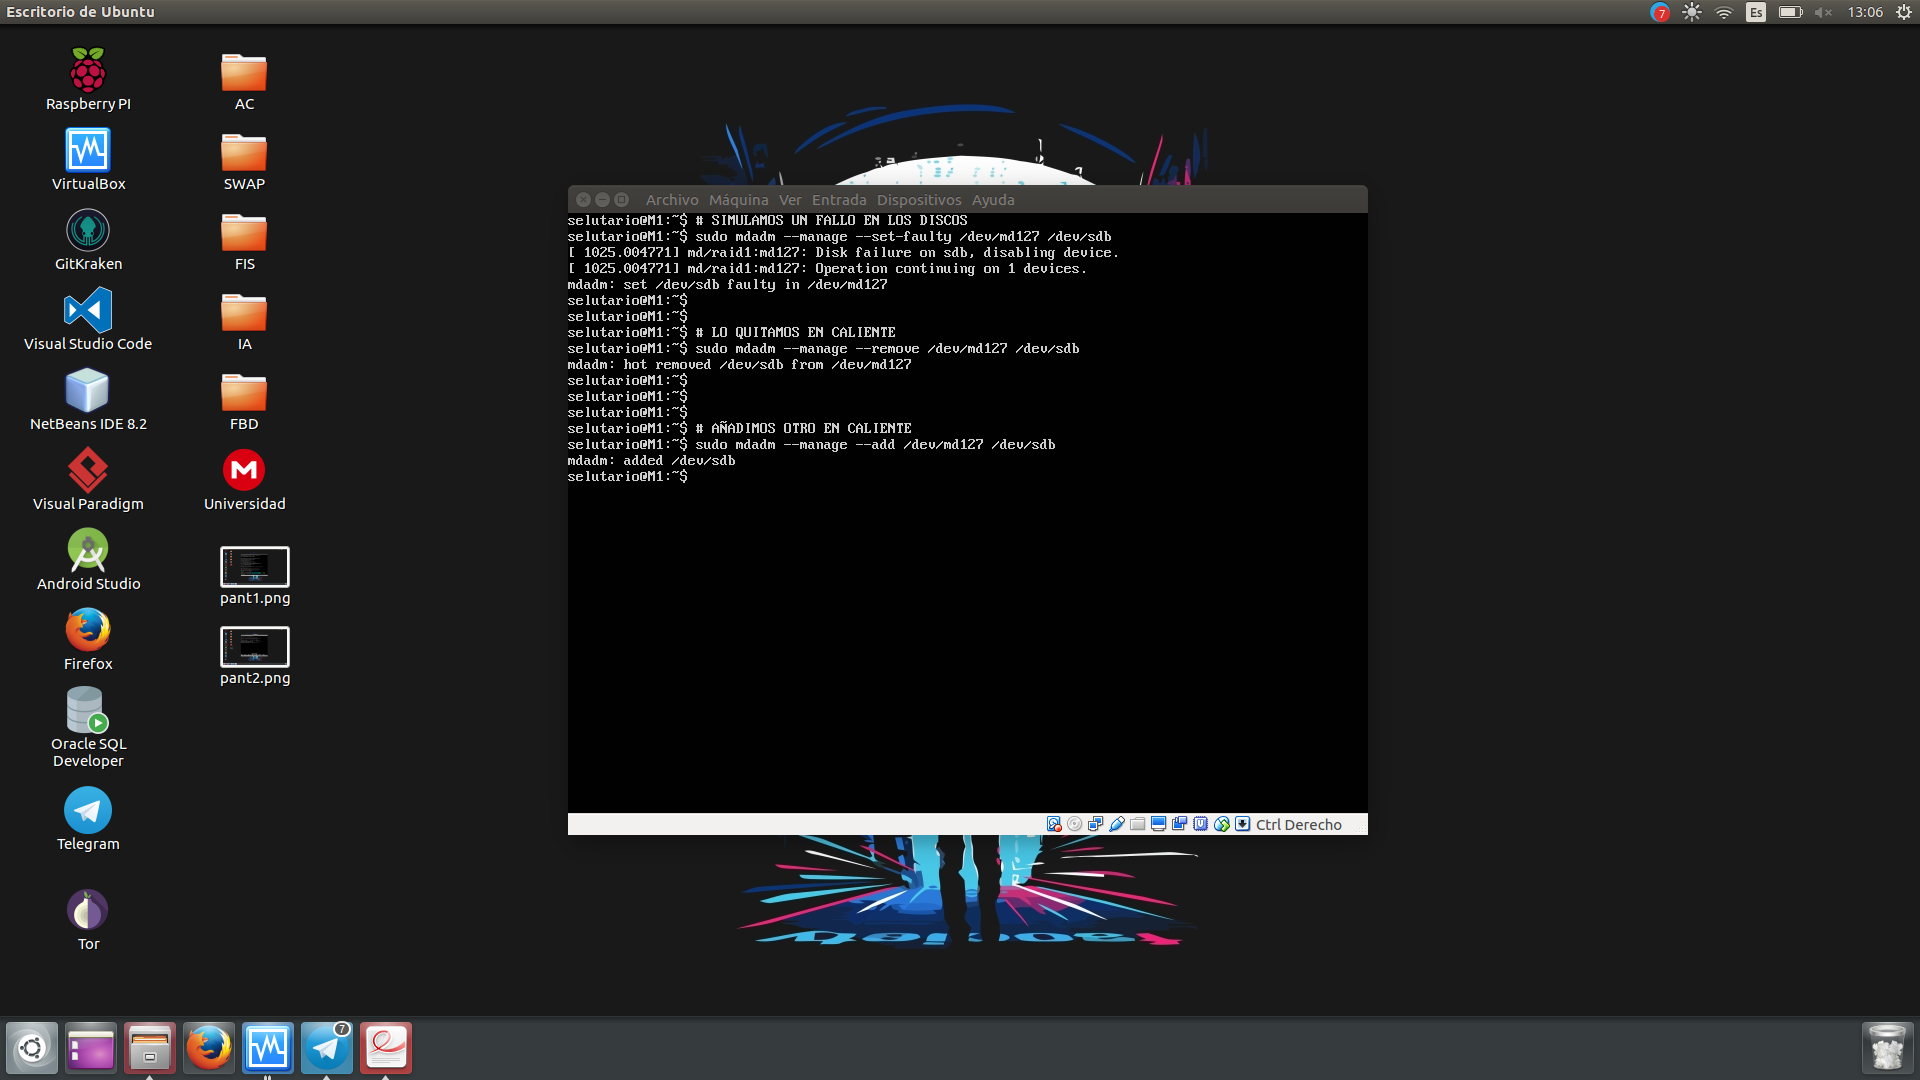 Escritorio de Ubuntu
7
Es
13:06
Raspberry PI
AC
VirtualBox
SWAP
GitKraken
FIS
Visual Studio Code
IA
NetBeans IDE 8.2
FBD
Visual Paradigm
Universidad
Android Studio
pant1.png
Firefox
pant2.png
Oracle SQL
Developer
Telegram
Tor
Archivo Máquina Ver Entrada Dispositivos Ayuda
selutario@M1:~$ # SIMULAMOS UN FALLO EN LOS DISCOS
selutario@M1:~$ sudo mdadm --manage --set-faulty /dev/md127 /dev/sdb
[ 1025.004771] md/raid1:md127: Disk failure on sdb, disabling device.
[ 1025.004771] md/raid1:md127: Operation continuing on 1 devices.
mdadm: set /dev/sdb faulty in /dev/md127
selutario@M1:~$
selutario@M1:~$
selutario@M1:~$ # LO QUITAMOS EN CALIENTE
selutario@M1:~$ sudo mdadm --manage --remove /dev/md127 /dev/sdb
mdadm: hot removed /dev/sdb from /dev/md127
selutario@M1:~$
selutario@M1:~$
selutario@M1:~$
selutario@M1:~$ # AÑADIMOS OTRO EN CALIENTE
selutario@M1:~$ sudo mdadm --manage --add /dev/md127 /dev/sdb
mdadm: added /dev/sdb
selutario@M1:~$
Ctrl Derecho
7